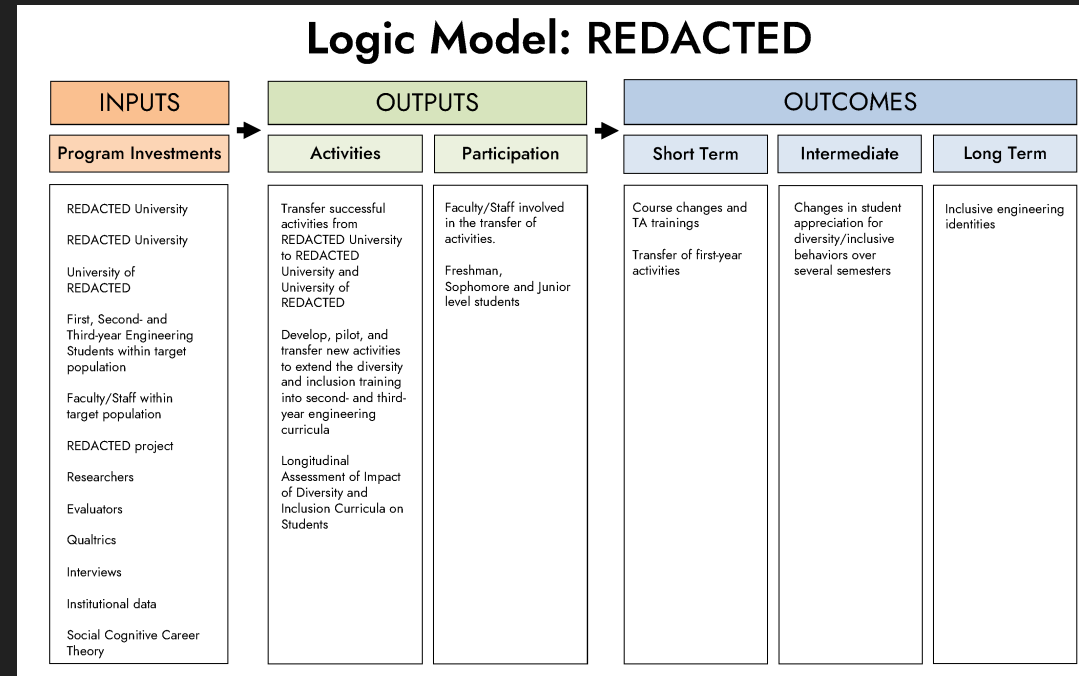 Logic Model: REDACTED
INPUTS
OUTPUTS
OUTCOMES
Program Investments
Activities
Participation
Short Term
Intermediate
Long Term
REDACTED University
REDACTED University
University of
REDACTED
First, Second- and
Third-year Engineering
Students within target
population
Faculty/Staff within
target population
REDACTED project
Researchers
Evaluators
Qualtrics
Interviews
Institutional data
Social Cognitive Career
Theory
Transfer successful
activities from
REDACTED University
to REDACTED
University and
University of
REDACTED
Develop, pilot, and
transfer new activities
to extend the diversity
and inclusion training
into second- and third-
year engineering
curricula
Longitudinal
Assessment of Impact
of Diversity and
Inclusion Curricula on
Students
Faculty/Staff involved
in the transfer of
activities.
Freshman,
Sophomore and Junior
level students
Course changes and
TA trainings
Transfer of first-year
activities
Changes in student
appreciation for
diversity/inclusive
behaviors over
several semesters
Inclusive engineering
identities